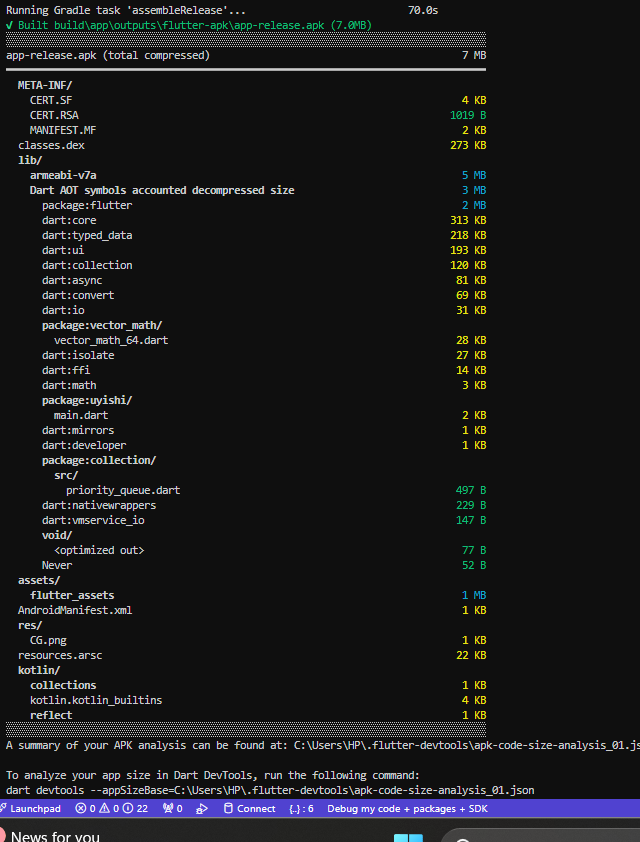 Running Gradle task 'assembleRelease'... 70.0s
✓ Built build\app\outputs\flutter-apk\app-release.apk (7.0MB)
app-release.apk (total compressed) 7 MB
META-INF/
CERT.SF 4 KB
CERT.RSA 1019 B
MANIFEST.MF 2 KB
classes.dex 273 KB
lib/
armeabi-v7a 5 MB
Dart AOT symbols accounted decompressed size 3 MB
package:flutter 2 MB
dart:core 313 KB
dart:typed_data 218 KB
dart:ui 193 KB
dart:collection 120 KB
dart:async 81 KB
dart:convert 69 KB
dart:io 31 KB
package:vector_math/
vector_math_64.dart 28 KB
dart:isolate 27 KB
dart:ffi 14 KB
dart:math 3 KB
package:uyishi/
main.dart 2 KB
dart:mirrors 1 KB
dart:developer 1 KB
package:collection/
src/
priority_queue.dart 497 B
dart:nativewrappers 229 B
dart:vmservice_io 147 B
void/
<optimized out> 77 B
Never 52 B
assets/
flutter_assets 1 MB
AndroidManifest.xml 1 KB
res/
CG.png 1 KB
resources.arsc 22 KB
kotlin/
collections 1 KB
kotlin.kotlin_builtins 4 KB
reflect 1 KB
A summary of your APK analysis can be found at: C:\Users\HP\.flutter-devtools\apk-code-size-analysis_01.js
To analyze your app size in Dart DevTools, run the following command:
dart devtools --appSizeBase=C:\Users\HP\.flutter-devtools\apk-code-size-analysis_01.json
Launchpad 0 0 22 0 Connect {..} : 6 Debug my code + packages + SDK
News for you